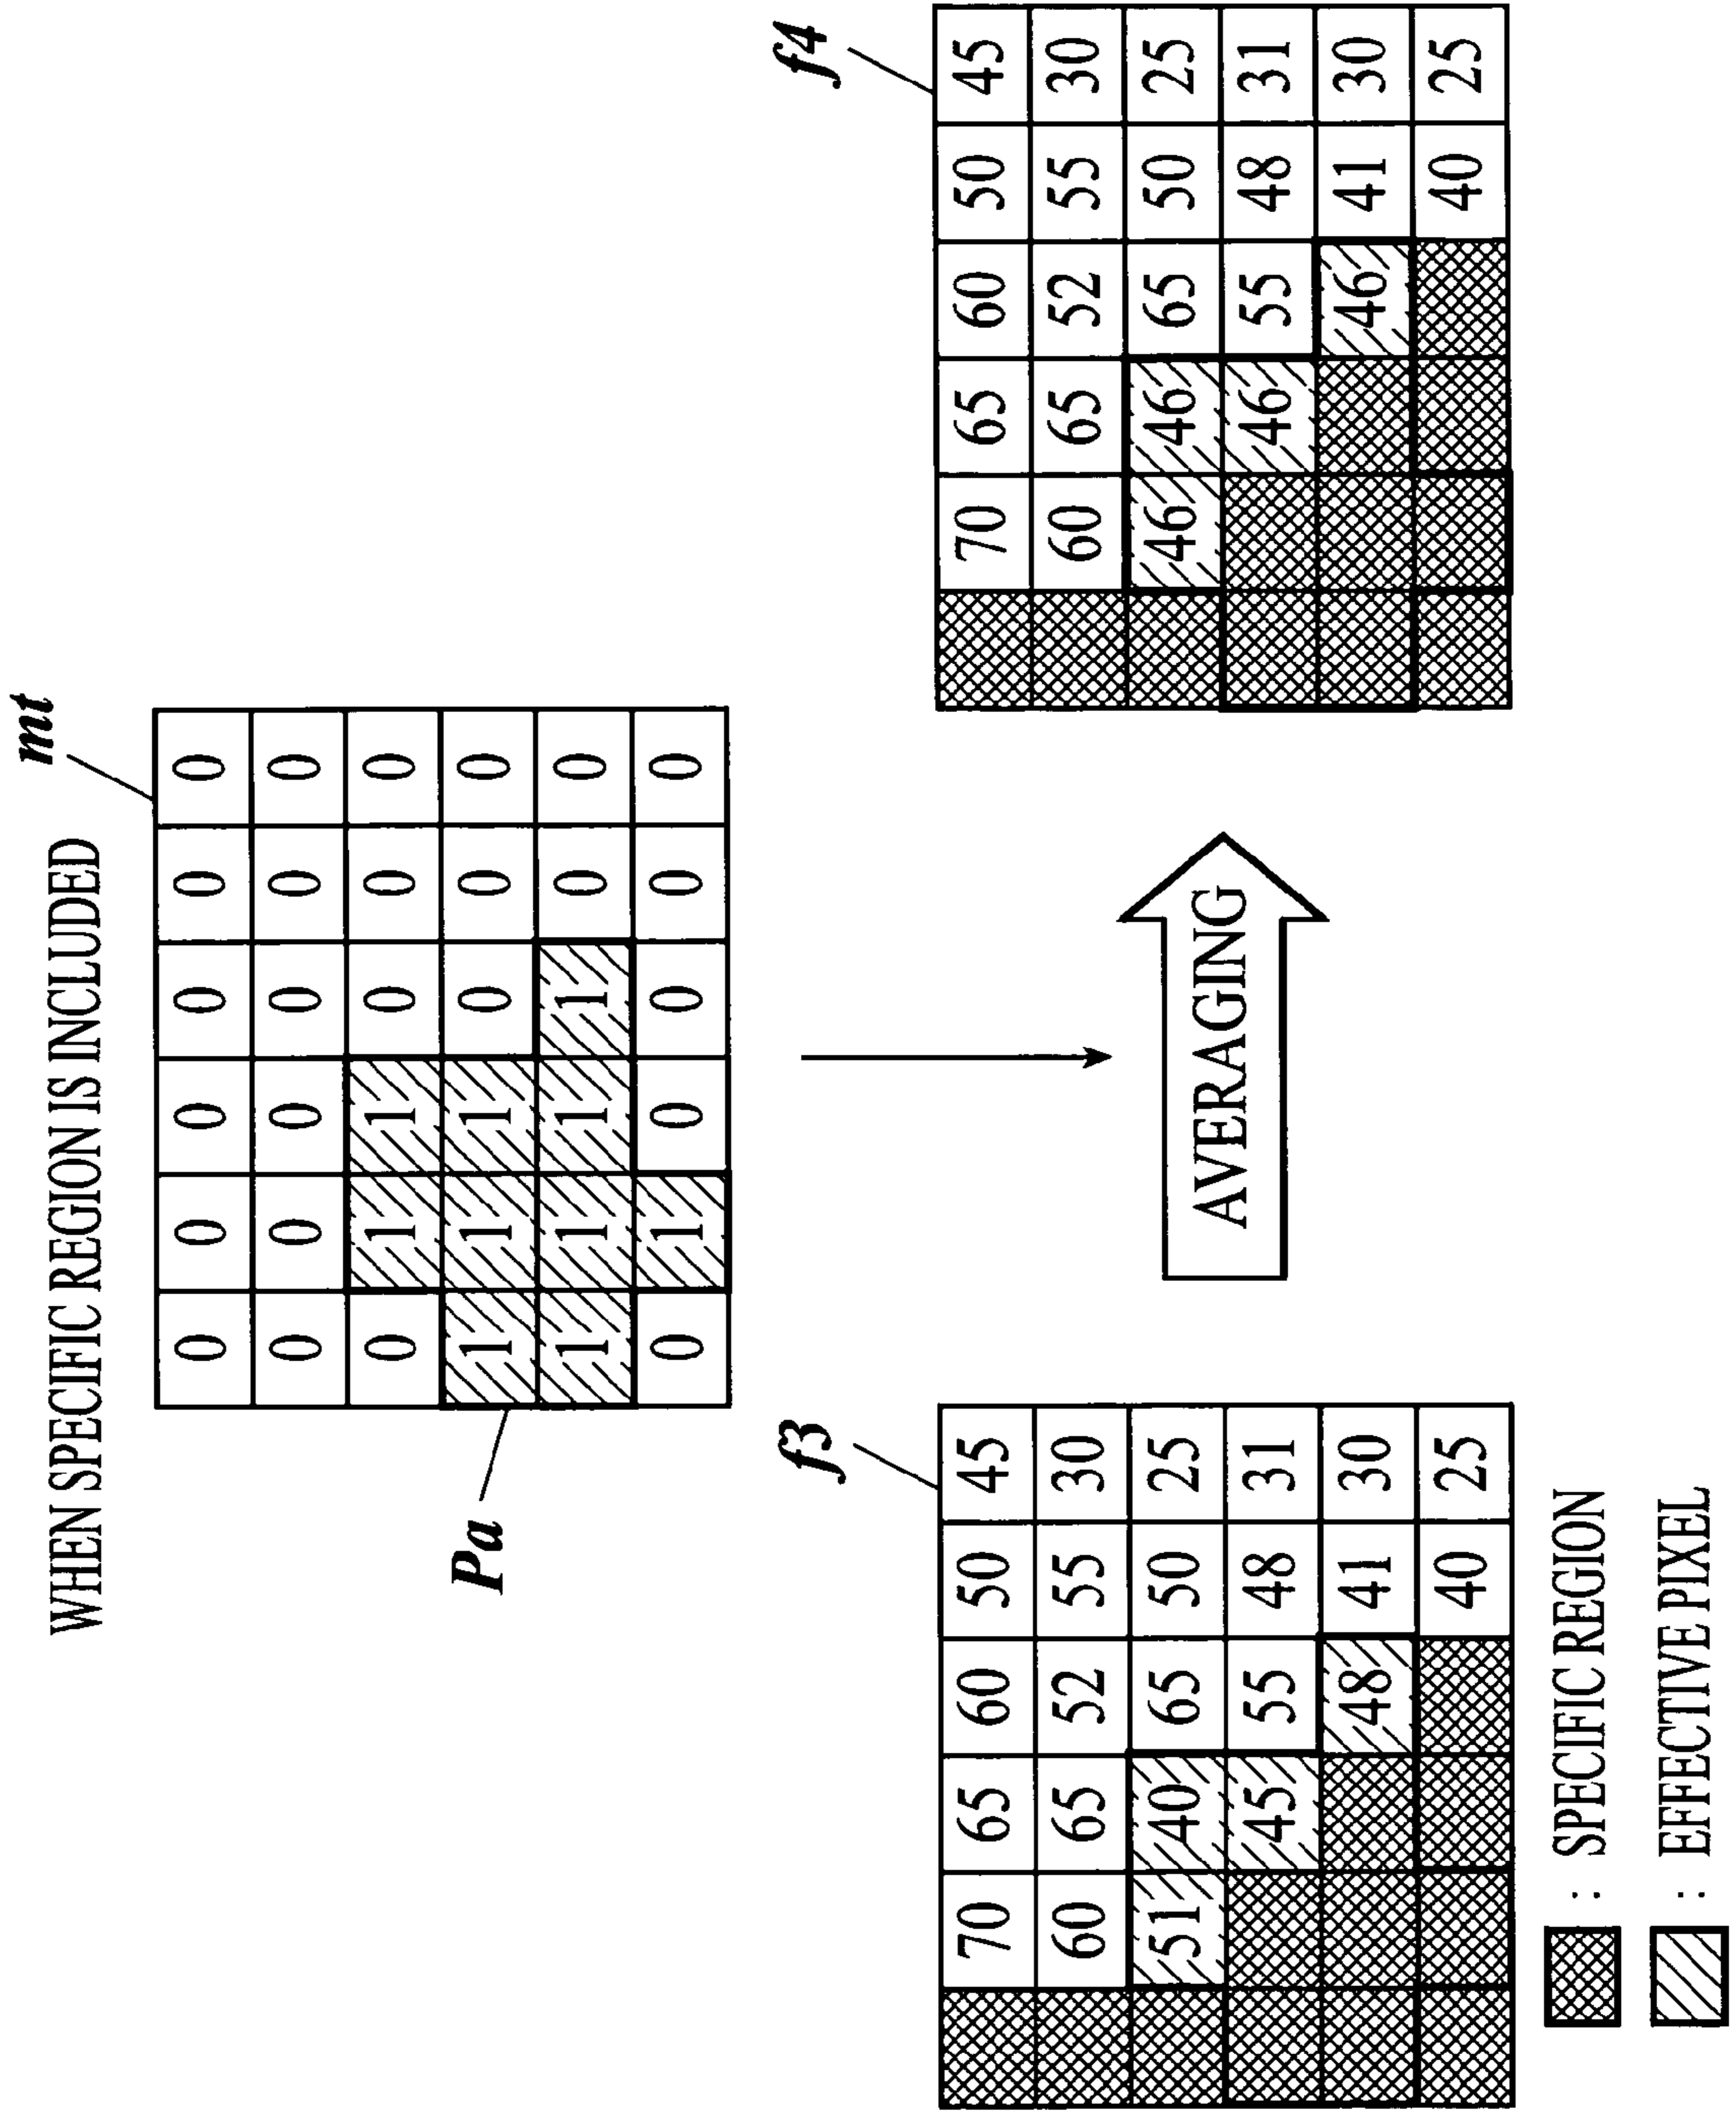 WHEN SPECIFIC REGION IS INCLUDED
mt
0 0 0 0 0 0
0 0 0 0 0 0
0 1 1 0 0 0
1 1 1 0 0 0
1 1 1 1 0 0
0 1 0 0 0 0
Pa
f3
70 65 60 50 45
60 65 52 55 30
51 40 65 50 25
45 55 48 31
48 41 30
40 25
AVERAGING
f4
70 65 60 50 45
60 65 52 55 30
46 46 65 50 25
46 55 48 31
46 41 30
40 25
: SPECIFIC REGION
: EFFECTIVE PIXEL